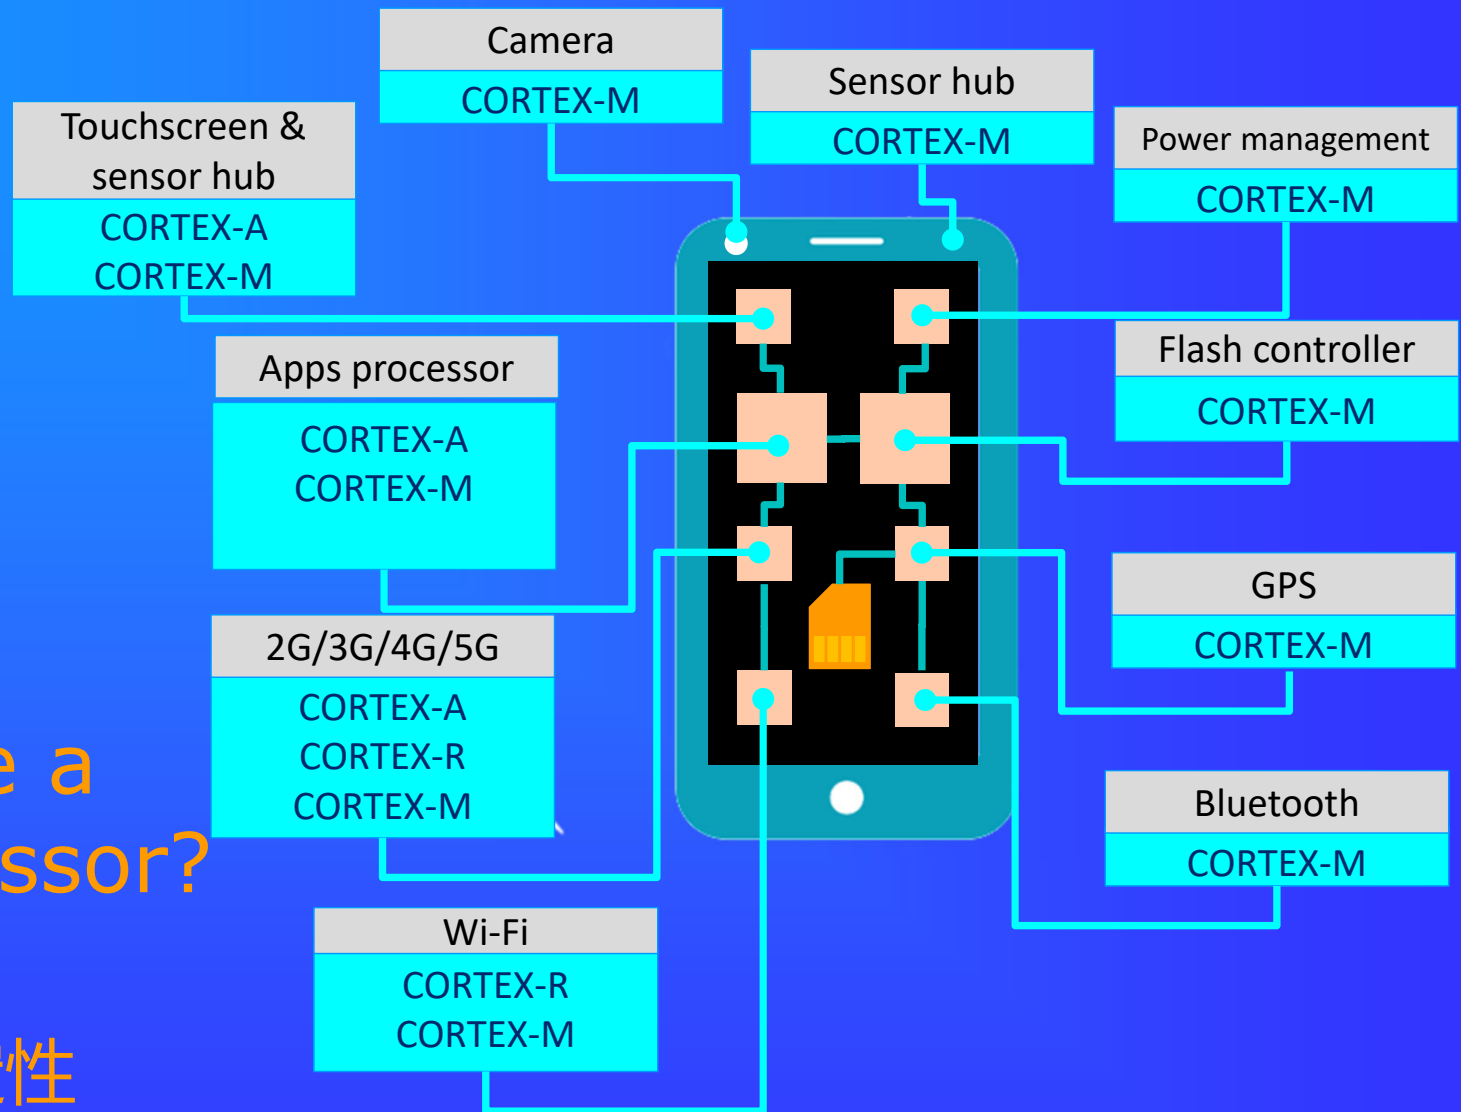 Camera
CORTEX-M
Sensor hub
CORTEX-M
Touchscreen &
sensor hub
CORTEX-A
CORTEX-M
Power management
CORTEX-M
Apps processor
CORTEX-A
CORTEX-M
Flash controller
CORTEX-M
2G/3G/4G/5G
CORTEX-A
CORTEX-R
CORTEX-M
GPS
CORTEX-M
Bluetooth
CORTEX-M
Wi-Fi
CORTEX-R
CORTEX-M
e a
ssor?
性